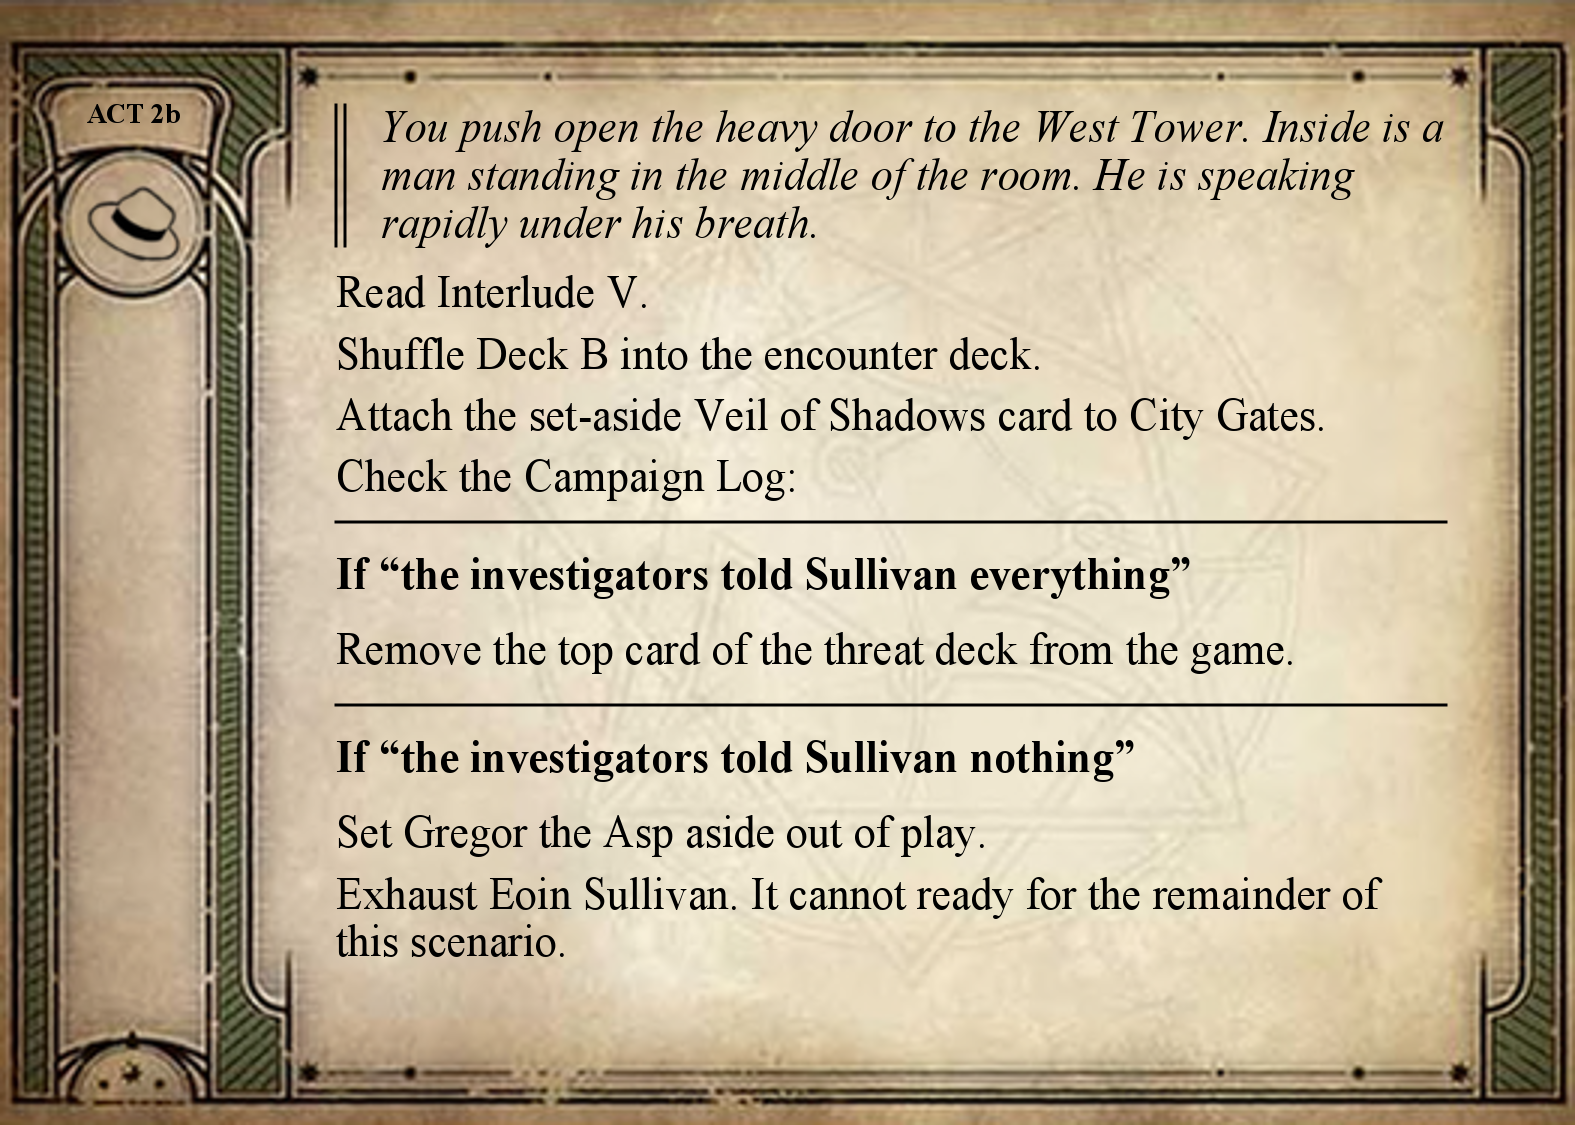 ACT 2b
You push open the heavy door to the West Tower. Inside is a
man standing in the middle of the room. He is speaking
rapidly under his breath.
Read Interlude V.
Shuffle Deck B into the encounter deck.
Attach the set-aside Veil of Shadows card to City Gates.
Check the Campaign Log:
If “the investigators told Sullivan everything”
Remove the top card of the threat deck from the game.
If “the investigators told Sullivan nothing”
Set Gregor the Asp aside out of play.
Exhaust Eoin Sullivan. It cannot ready for the remainder of
this scenario.